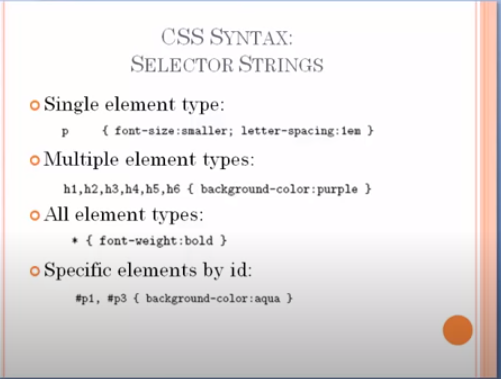 CSS SYNTAX:
SELECTOR STRINGS
Single element type:
p { font-size:smaller; letter-spacing:1em }
Multiple element types:
h1,h2,h3,h4,h5,h6 { background-color:purple }
All element types:
* { font-weight:bold }
Specific elements by id:
#p1, #p3 { background-color:aqua }